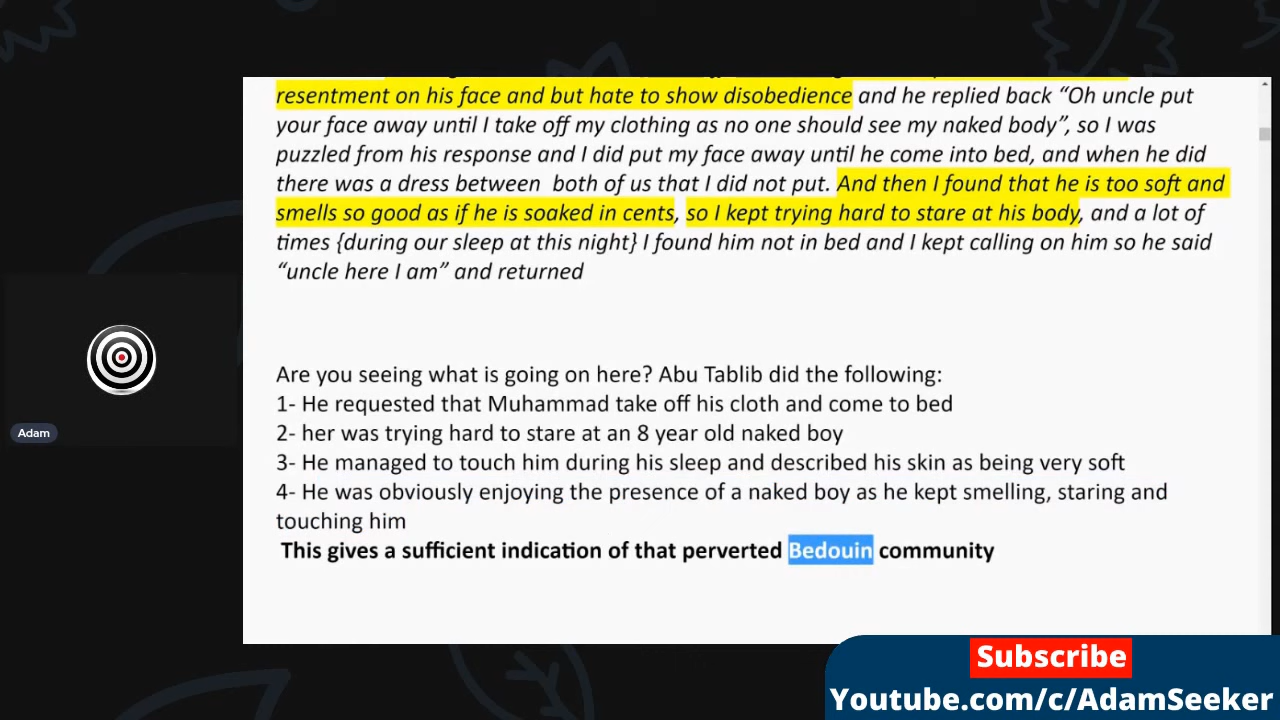 resentment on his face and but hate to show disobedience and he replied back “Oh uncle put
your face away until I take off my clothing as no one should see my naked body”, so I was
puzzled from his response and I did put my face away until he come into bed, and when he did
there was a dress between both of us that I did not put. And then I found that he is too soft and
smells so good as if he is soaked in cents, so I kept trying hard to stare at his body, and a lot of
times {during our sleep at this night} I found him not in bed and I kept calling on him so he said
“uncle here I am” and returned
Are you seeing what is going on here? Abu Tablib did the following:
1- He requested that Muhammad take off his cloth and come to bed
2- her was trying hard to stare at an 8 year old naked boy
3- He managed to touch him during his sleep and described his skin as being very soft
4- He was obviously enjoying the presence of a naked boy as he kept smelling, staring and
touching him
This gives a sufficient indication of that perverted Bedouin community
Adam
Subscribe
Youtube.com/c/AdamSeeker